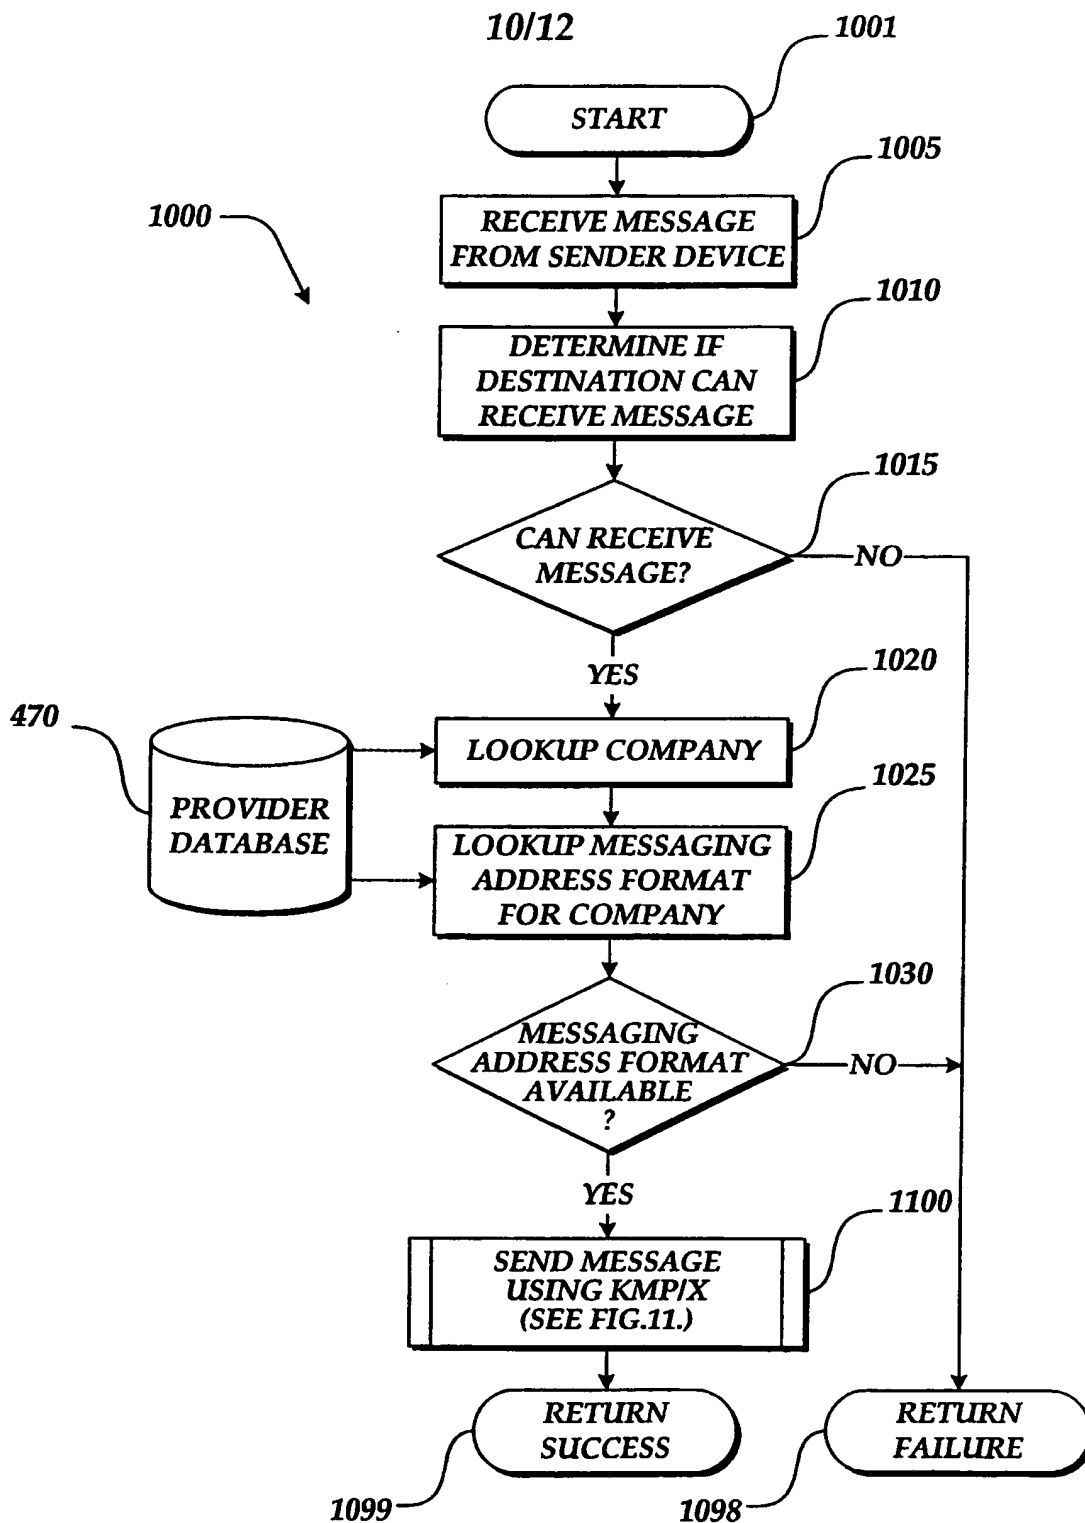 10/12
1001
START
1005
RECEIVE MESSAGE
FROM SENDER DEVICE
1000
1010
DETERMINE IF
DESTINATION CAN
RECEIVE MESSAGE
1015
CAN RECEIVE
MESSAGE?
NO
YES
1020
470
LOOKUP COMPANY
PROVIDER
DATABASE
1025
LOOKUP MESSAGING
ADDRESS FORMAT
FOR COMPANY
1030
MESSAGING
ADDRESS FORMAT
AVAILABLE
?
NO
YES
1100
SEND MESSAGE
USING KMP/X
(SEE FIG.11.)
RETURN
SUCCESS
RETURN
FAILURE
1099
1098